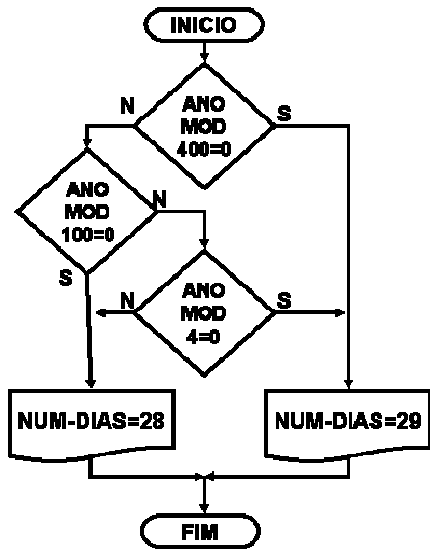 INICIO
N
ANO
MOD
400=0
S
ANO
MOD
100=0
N
S
N
ANO
MOD
4=0
S
NUM-DIAS=28
NUM-DIAS=29
FIM